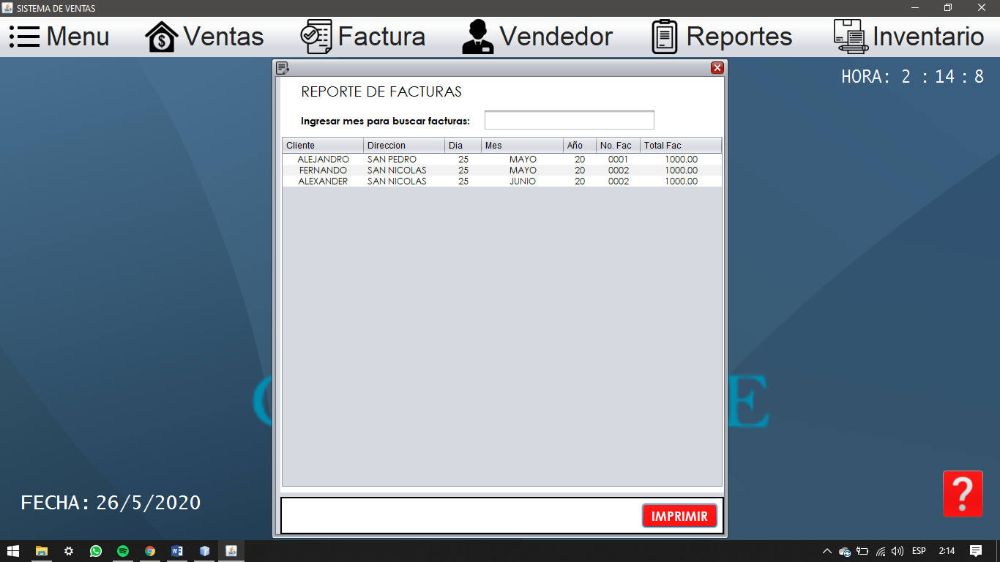 SISTEMA DE VENTAS
Menu Ventas Factura Vendedor Reportes Inventario
HORA: 2 : 14 : 8
REPORTE DE FACTURAS
Ingresar mes para buscar facturas:
Cliente Direccion Dia Mes Año No. Fac Total Fac
ALEJANDRO SAN PEDRO 25 MAYO 20 0001 1000.00
FERNANDO SAN NICOLAS 25 MAYO 20 0002 1000.00
ALEXANDER SAN NICOLAS 25 JUNIO 20 0002 1000.00
E
FECHA: 26/5/2020
?
IMPRIMIR
ESP 2:14